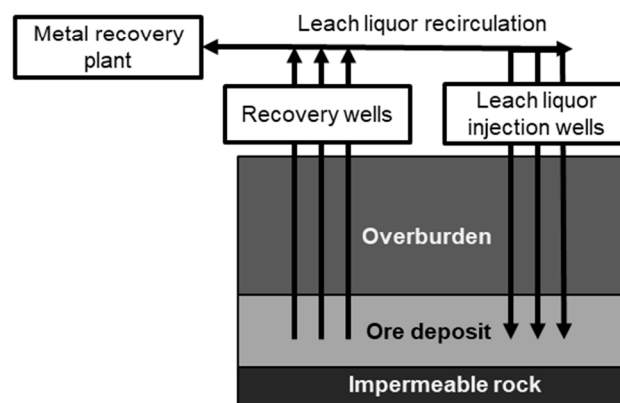 Leach liquor recirculation
Metal recovery
plant
Recovery wells
Leach liquor
injection wells
Overburden
Ore deposit
Impermeable rock